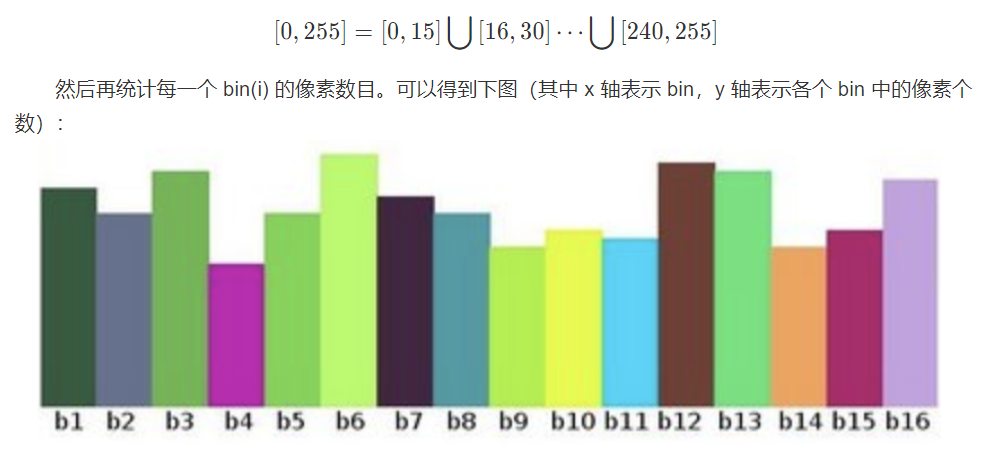 [0, 255] = [0, 15] ⋃ [16, 30] ⋯ ⋃ [240, 255]
然后再统计每一个 bin(i) 的像素数目。可以得到下图（其中 x 轴表示 bin，y 轴表示各个 bin 中的像素个
数）：
b1 b2 b3 b4 b5 b6 b7 b8 b9 b10 b11 b12 b13 b14 b15 b16